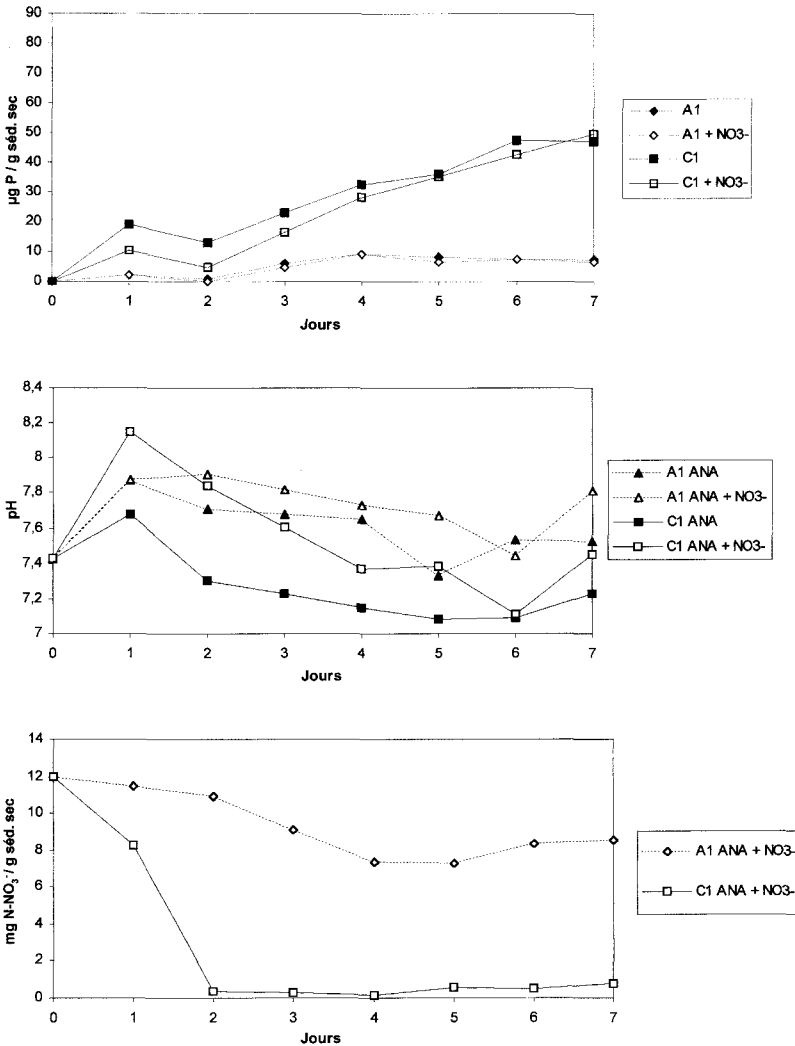 90
80
70
60
50
40
30
20
10
0
µg P / g séd. sec
0 1 2 3 4 5 6 7
Jours
A1
A1 + NO3-
C1
C1 + NO3-
8,4
8,2
8
7,8
7,6
7,4
7,2
7
pH
0 1 2 3 4 5 6 7
Jours
A1 ANA
A1 ANA + NO3-
C1 ANA
C1 ANA + NO3-
14
12
10
8
6
4
2
0
mg N-NO₃⁻/ g séd. sec
0 1 2 3 4 5 6 7
Jours
A1 ANA + NO3-
C1 ANA + NO3-